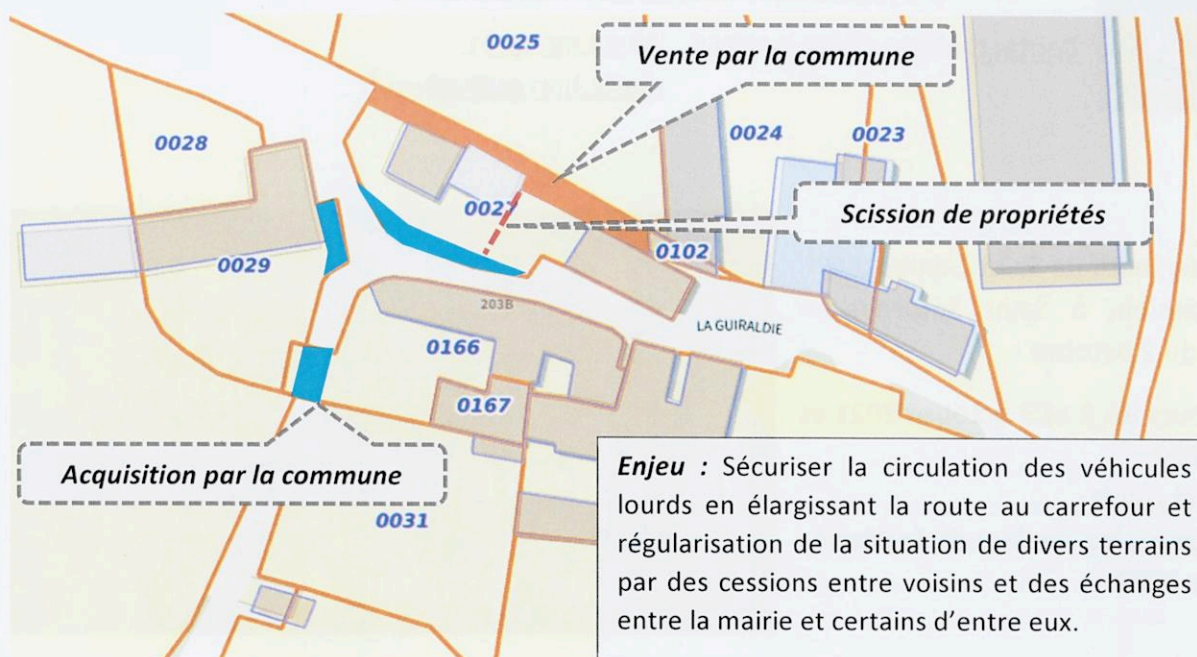 0025
Vente par la commune
0028
0024
0023
0027
Scission de propriétés
0102
0029
203B
LA GUIRALDIE
0166
0167
Acquisition par la commune
0031
Enjeu : Sécuriser la circulation des véhicules
lourds en élargissant la route au carrefour et
régularisation de la situation de divers terrains
par des cessions entre voisins et des échanges
entre la mairie et certains d’entre eux.